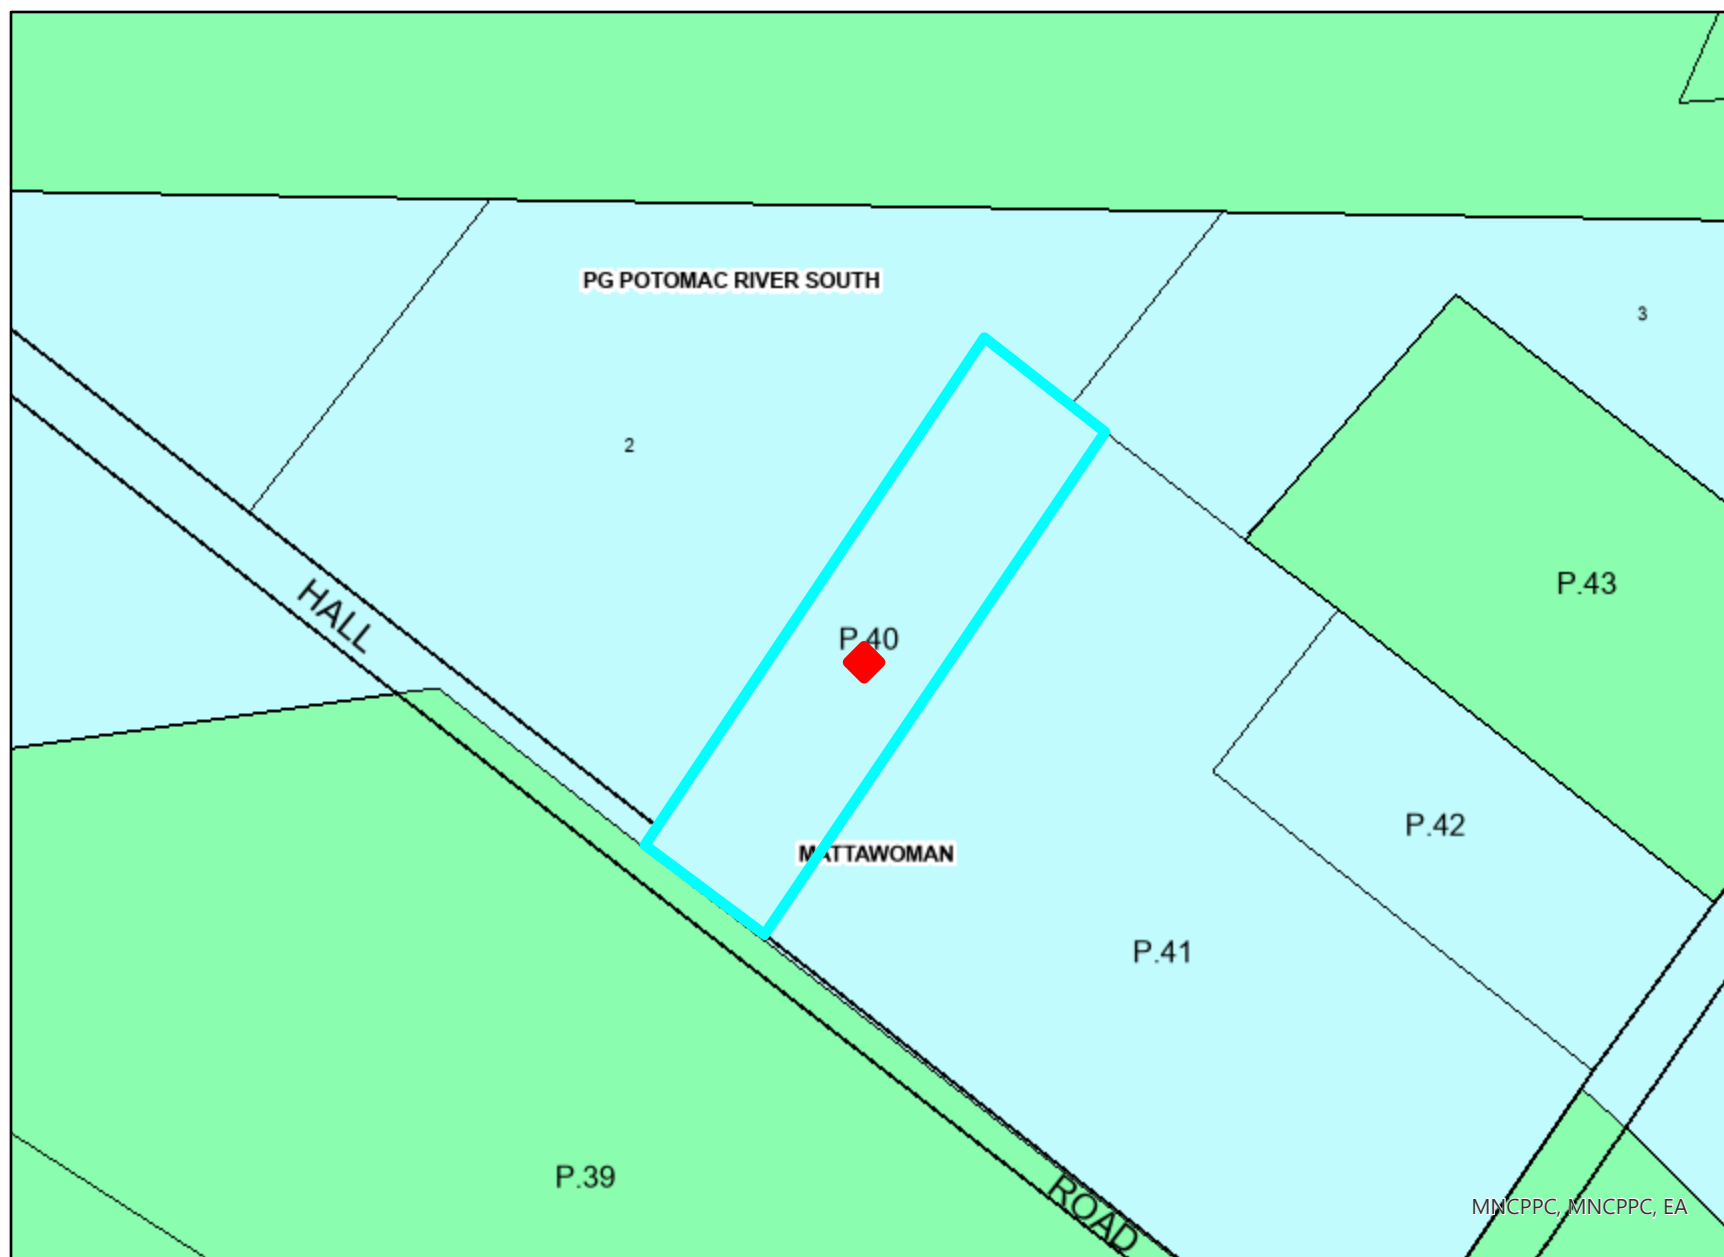 PG POTOMAC RIVER SOUTH
3
2
P.43
HALL
P.40
P.42
MATTAWOMAN
P.41
P.39
ROAD
MNCPPC, MNCPPC, EA